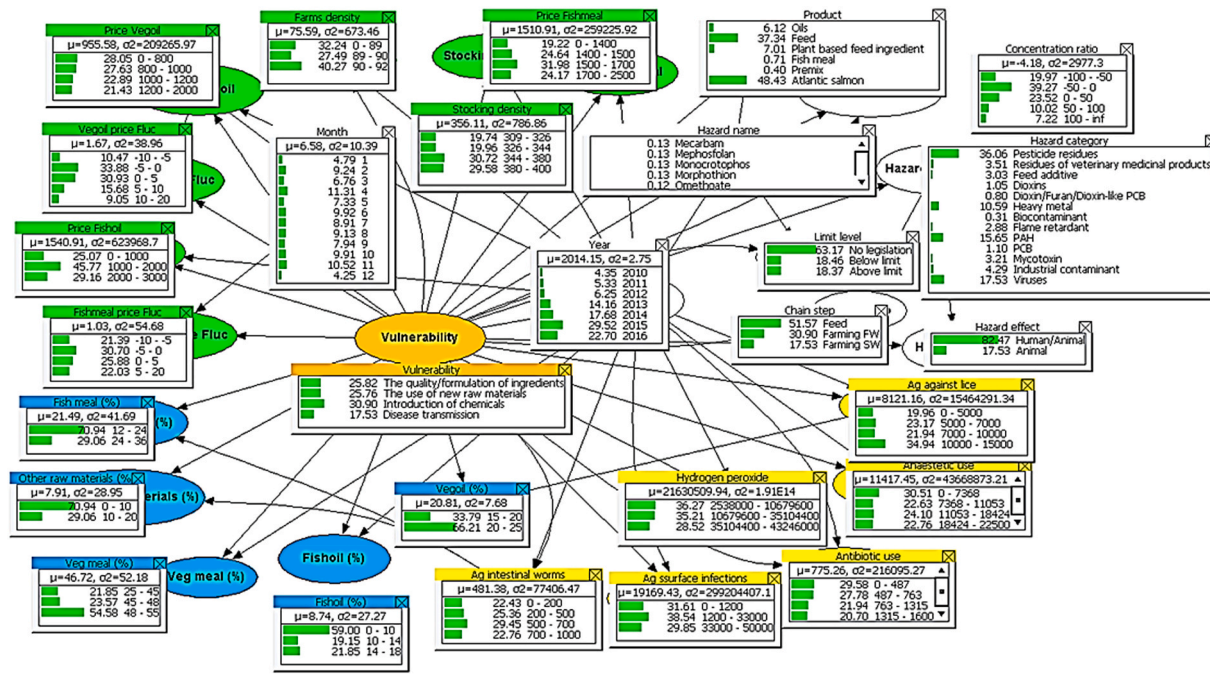 Price Vegoil
μ=955.58, σ2=209265.97
28.05 0 - 800
27.63 800 - 1000
22.89 1000 - 1200
21.43 1200 - 2000
Farms density
μ=75.59, σ2=673.46
32.24 0 - 89
27.49 89 - 90
40.27 90 - 92
Price Fishmeal
μ=1510.91, σ2=259225.92
19.22 0 - 1400
24.64 1400 - 1500
31.98 1500 - 1700
24.17 1700 - 2500
Product
6.12 Oils
37.34 Feed
7.01 Plant based feed ingredient
0.71 Fish meal
0.40 Premix
48.43 Atlantic salmon
Concentration ratio
μ=-4.18, σ2=2977.3
19.97 -100 - -50
39.27 -50 - 0
23.52 0 - 50
10.02 50 - 100
7.22 100 - inf
Vegoil price Fluc
μ=1.67, σ2=38.96
10.47 -10 - -5
33.88 -5 - 0
30.93 0 - 5
15.68 5 - 10
9.05 10 - 20
Month
μ=6.58, σ2=10.39
4.79 1
9.24 2
6.76 3
11.31 4
7.33 5
9.92 6
8.91 7
9.13 8
7.94 9
9.91 10
10.52 11
4.25 12
Stocking density
μ=356.11, σ2=786.86
19.74 309 - 326
19.96 326 - 344
30.72 344 - 380
29.58 380 - 400
Hazard name
0.13 Mecarbam
0.13 Mephosfolan
0.13 Monocrotophos
0.13 Morphothion
0.12 Omethoate
Hazard category
36.06 Pesticide residues
3.51 Residues of veterinary medicinal products
3.03 Feed additive
1.05 Dioxins
0.80 Dioxin/Furan/Dioxin-like PCB
10.59 Heavy metal
0.31 Biocontaminant
2.88 Flame retardant
15.65 PAH
1.10 PCB
3.21 Mycotoxin
4.29 Industrial contaminant
17.53 Viruses
Price Fishoil
μ=1540.91, σ2=623968.7
25.07 0 - 1000
45.77 1000 - 2000
29.16 2000 - 3000
Year
μ=2014.15, σ2=2.75
4.35 2010
5.33 2011
6.25 2012
14.16 2013
17.68 2014
29.52 2015
22.70 2016
Limit level
63.17 No legislation
18.46 Below limit
18.37 Above limit
Fishmeal price Fluc
μ=1.03, σ2=54.68
21.39 -10 - -5
30.70 -5 - 0
25.88 0 - 5
22.03 5 - 20
Fluc
Vulnerability
Chain step
51.57 Feed
30.90 Farming FW
17.53 Farming SW
Hazard effect
82.47 Human/Animal
17.53 Animal
Vulnerability
25.82 The quality/formulation of ingredients
25.76 The use of new raw materials
30.90 Introduction of chemicals
17.53 Disease transmission
Fish meal (%)
μ=21.49, σ2=41.69
70.94 12 - 24
29.06 24 - 36
Ag against lice
μ=8121.16, σ2=15464291.34
19.96 0 - 5000
23.17 5000 - 7000
21.94 7000 - 10000
34.94 10000 - 15000
Other raw materials (%
μ=7.91, σ2=28.95
70.94 0 - 10
29.06 10 - 20
Vegoil (%)
μ=20.81, σ2=7.68
33.79 15 - 20
66.21 20 - 25
Hydrogen peroxide
μ=21630509.94, σ2=1.91E14
36.27 2538000 - 10679600
35.21 10679600 - 35104400
28.52 35104400 - 43246000
Anaestetic use
μ=11417.45, σ2=43668873.21
30.51 0 - 7368
22.63 7368 - 11053
24.10 11053 - 18424
22.76 18424 - 22500
Veg meal (%)
μ=46.72, σ2=52.18
21.85 25 - 45
23.57 45 - 48
54.58 48 - 55
Veg meal (%)
Fishoil (%)
Fishoil (%)
μ=8.74, σ2=27.27
59.00 0 - 10
19.15 10 - 14
21.85 14 - 18
Ag intestinal worms
μ=481.38, σ2=77406.47
22.43 0 - 200
25.36 200 - 500
29.45 500 - 700
22.76 700 - 1000
Ag ssurface infections
μ=19169.43, σ2=299204407.1
31.61 0 - 1200
38.54 1200 - 33000
29.85 33000 - 50000
Antibiotic use
μ=775.26, σ2=216095.27
29.58 0 - 487
27.78 487 - 763
21.94 763 - 1315
20.70 1315 - 1600